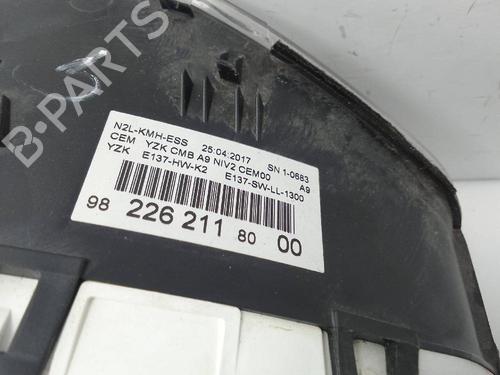 B-PARTS
N2L-KMH-ESS 25:04:2017 SN 1-0683
CEM YZK CMB A9 NIV2 CEM00 A9
YZK E137-HW-K2 E137-SW-LL-1300
98 226 211 80 00